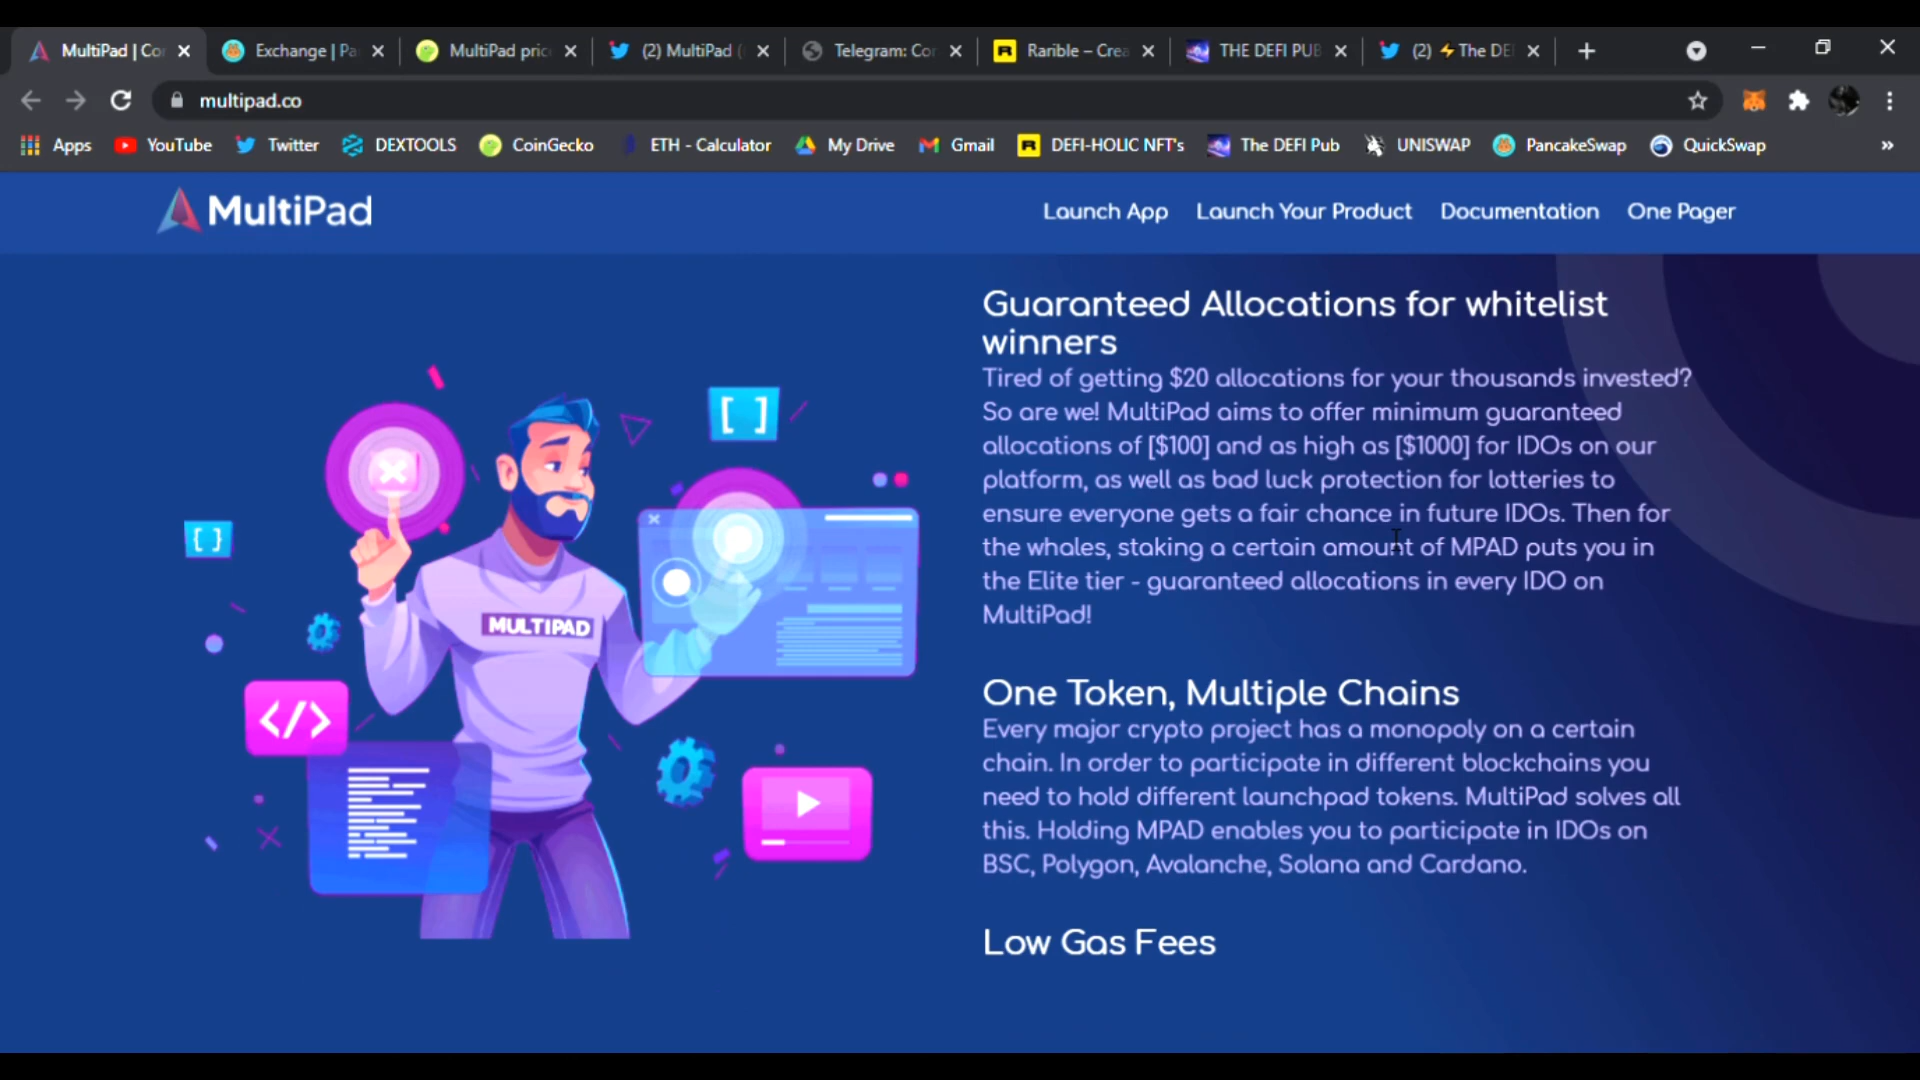 MultiPad | Co
Exchange | Pa
MultiPad pric
(2) MultiPad (
Telegram: Cor
Rarible – Crea
THE DEFI PUB
(2) ⚡The DE
multipad.co
Apps
YouTube
Twitter
DEXTOOLS
CoinGecko
ETH - Calculator
My Drive
Gmail
DEFI-HOLIC NFT's
The DEFI Pub
UNISWAP
PancakeSwap
QuickSwap
»
MultiPad
Launch App
Launch Your Product
Documentation
One Pager
Guaranteed Allocations for whitelist
winners
Tired of getting $20 allocations for your thousands invested?
So are we! MultiPad aims to offer minimum guaranteed
allocations of [$100] and as high as [$1000] for IDOs on our
platform, as well as bad luck protection for lotteries to
ensure everyone gets a fair chance in future IDOs. Then for
the whales, staking a certain amount of MPAD puts you in
the Elite tier - guaranteed allocations in every IDO on
MultiPad!
One Token, Multiple Chains
Every major crypto project has a monopoly on a certain
chain. In order to participate in different blockchains you
need to hold different launchpad tokens. MultiPad solves all
this. Holding MPAD enables you to participate in IDOs on
BSC, Polygon, Avalanche, Solana and Cardano.
Low Gas Fees
[ ]
{ }
MULTIPAD
</>